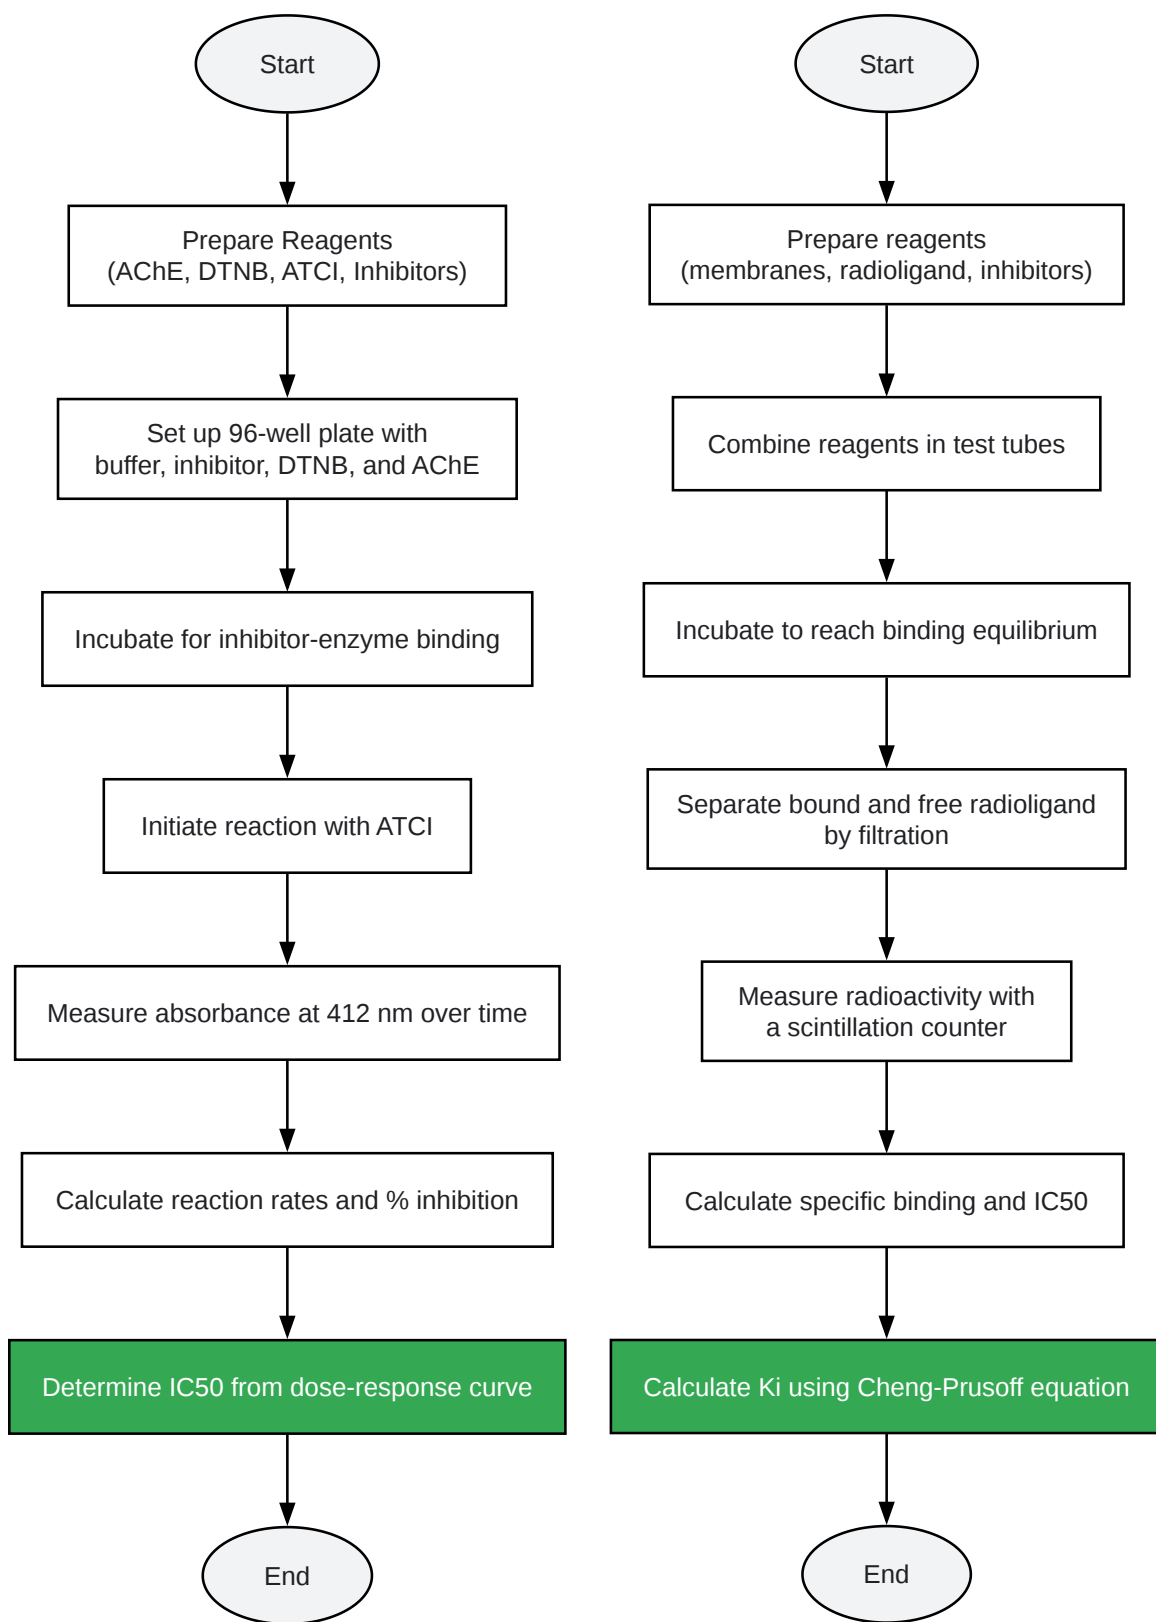 Start
Prepare Reagents
(AChE, DTNB, ATCI, Inhibitors)
Set up 96-well plate with
buffer, inhibitor, DTNB, and AChE
Incubate for inhibitor-enzyme binding
Initiate reaction with ATCI
Measure absorbance at 412 nm over time
Calculate reaction rates and % inhibition
Determine IC50 from dose-response curve
End
Start
Prepare reagents
(membranes, radioligand, inhibitors)
Combine reagents in test tubes
Incubate to reach binding equilibrium
Separate bound and free radioligand
by filtration
Measure radioactivity with
a scintillation counter
Calculate specific binding and IC50
Calculate Ki using Cheng-Prusoff equation
End